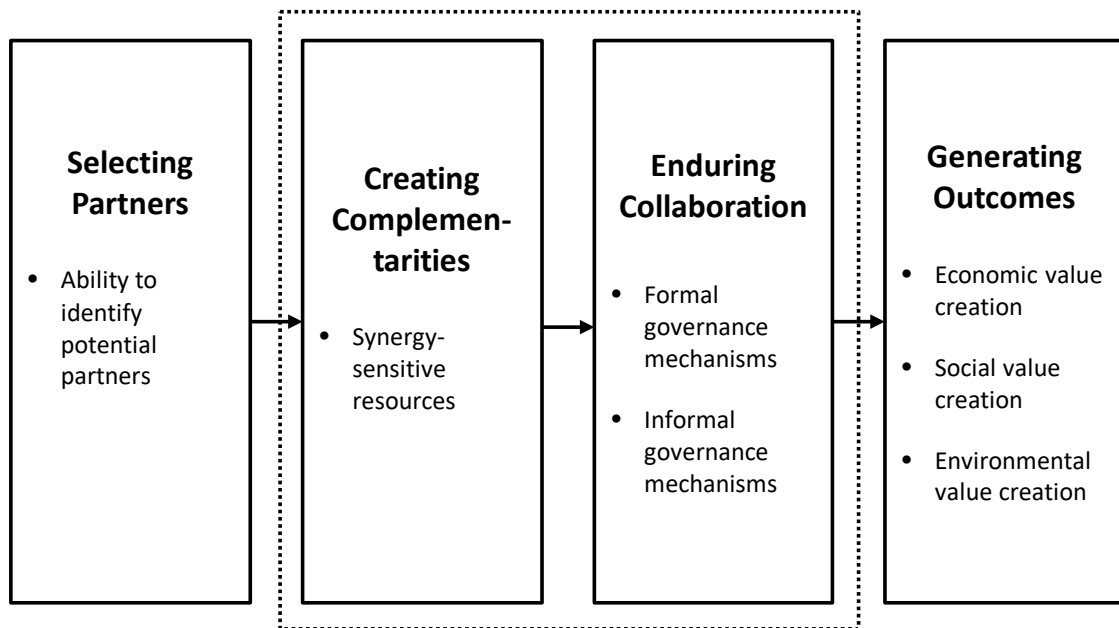 Selecting
Partners
• Ability to
identify
potential
partners
Creating
Complemen-
tarities
• Synergy-
sensitive
resources
Enduring
Collaboration
• Formal
governance
mechanisms
• Informal
governance
mechanisms
Generating
Outcomes
• Economic value
creation
• Social value
creation
• Environmental
value creation